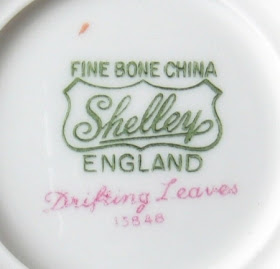 FINE BONE CHINA
Shelley
ENGLAND
Drifting Leaves
13848